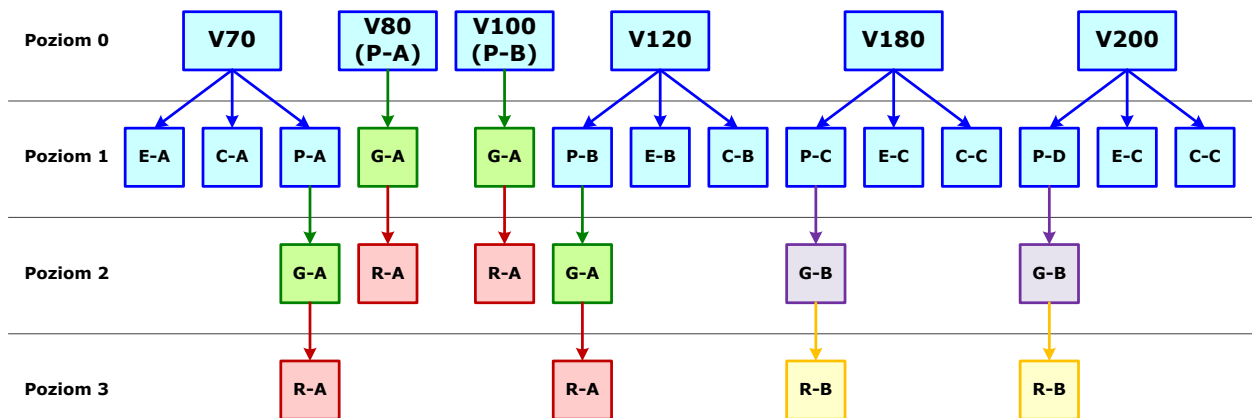 Poziom 0
V70
V80
(P-A)
V100
(P-B)
V120
V180
V200
Poziom 1
E-A
C-A
P-A
G-A
G-A
P-B
E-B
C-B
P-C
E-C
C-C
P-D
E-C
C-C
Poziom 2
G-A
R-A
R-A
G-A
G-B
G-B
Poziom 3
R-A
R-A
R-B
R-B